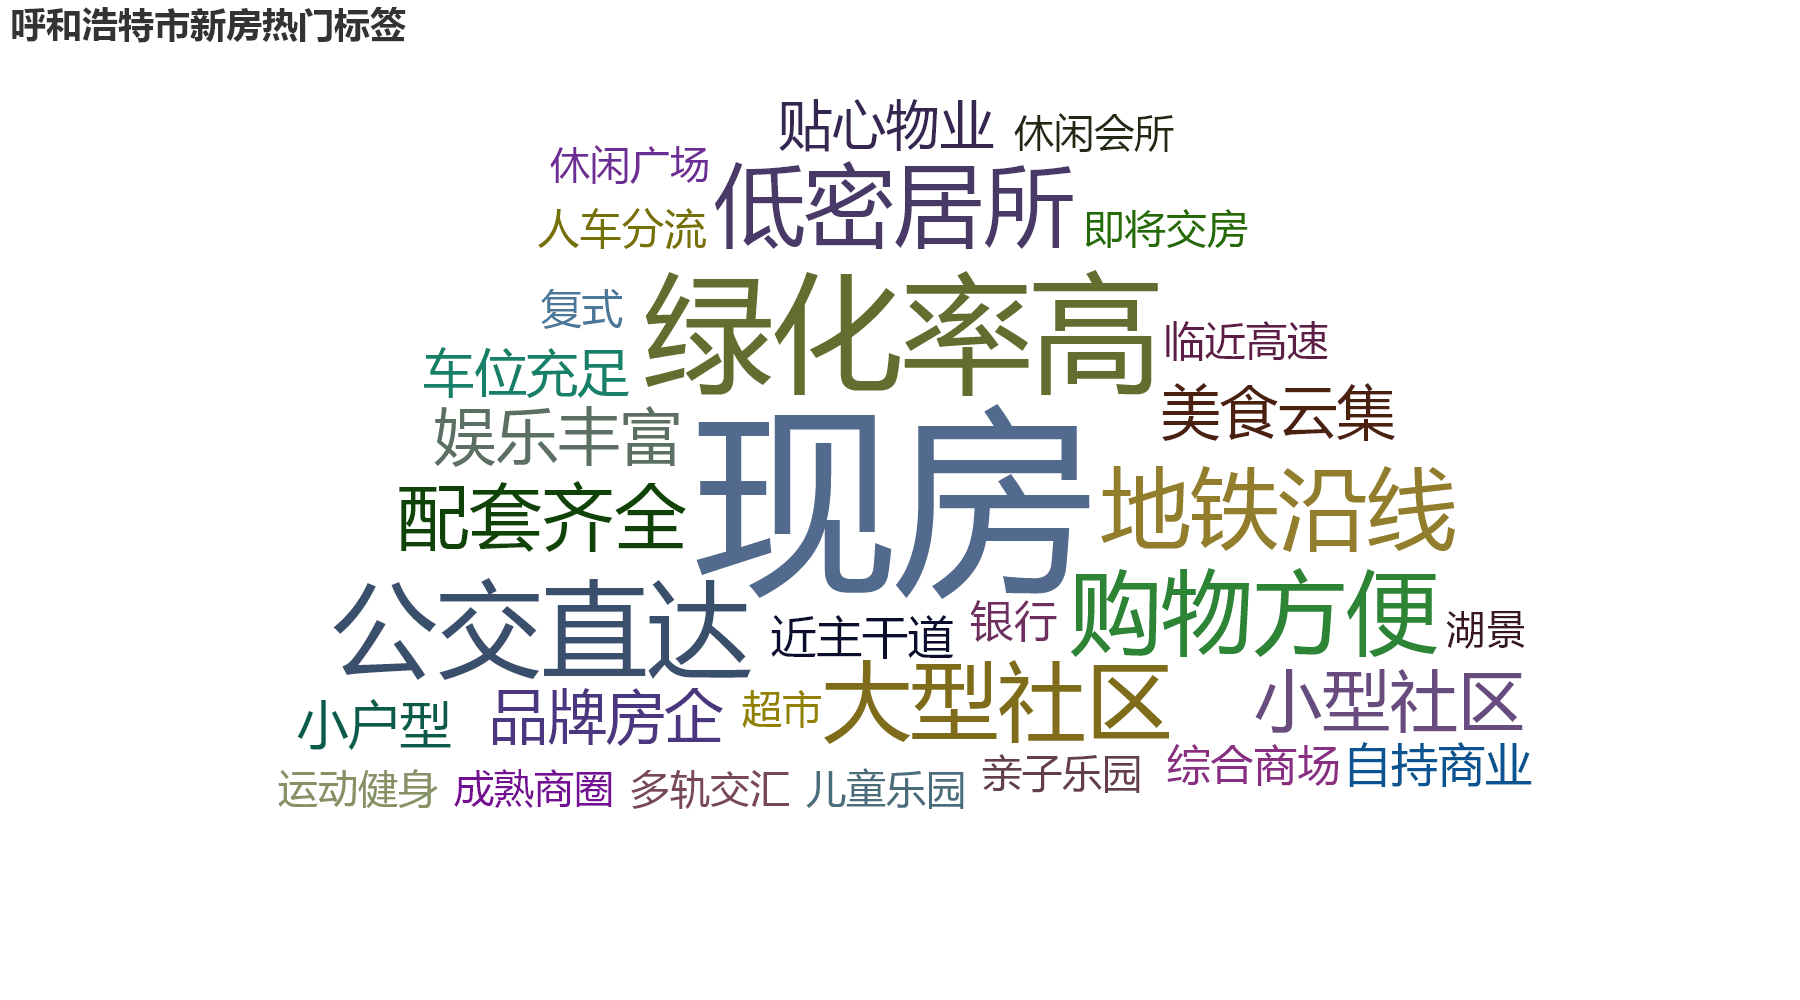 呼和浩特市新房热门标签
贴心物业
休闲会所
休闲广场
低密居所
人车分流
即将交房
绿化率高
复式
临近高速
车位充足
美食云集
娱乐丰富
现房
地铁沿线
配套齐全
公交直达
购物方便
近主干道
银行
湖景
大型社区
小型社区
小户型
品牌房企
超市
运动健身
成熟商圈
多轨交汇
儿童乐园
亲子乐园
综合商场
自持商业